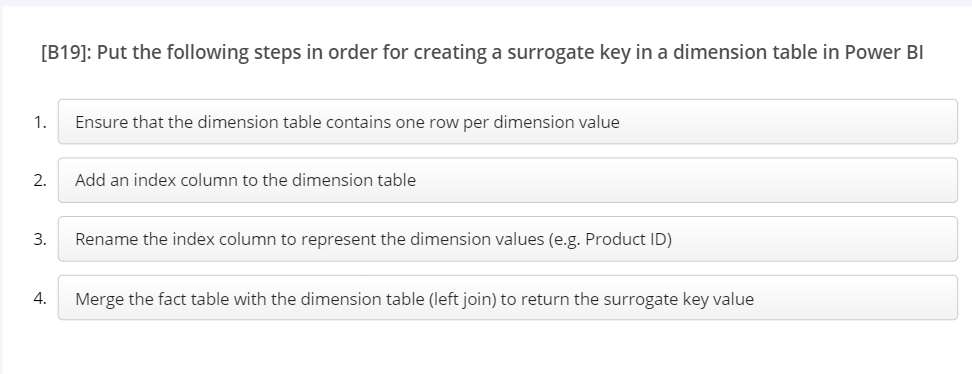 [B19]: Put the following steps in order for creating a surrogate key in a dimension table in Power BI
1. Ensure that the dimension table contains one row per dimension value
2. Add an index column to the dimension table
3. Rename the index column to represent the dimension values (e.g. Product ID)
4. Merge the fact table with the dimension table (left join) to return the surrogate key value